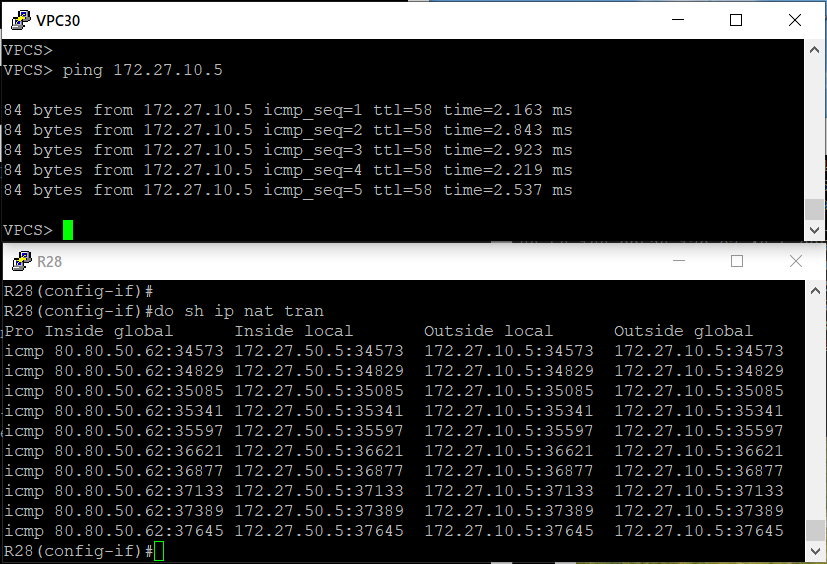 VPC30
VPCS>
VPCS> ping 172.27.10.5
84 bytes from 172.27.10.5 icmp_seq=1 ttl=58 time=2.163 ms
84 bytes from 172.27.10.5 icmp_seq=2 ttl=58 time=2.843 ms
84 bytes from 172.27.10.5 icmp_seq=3 ttl=58 time=2.923 ms
84 bytes from 172.27.10.5 icmp_seq=4 ttl=58 time=2.219 ms
84 bytes from 172.27.10.5 icmp_seq=5 ttl=58 time=2.537 ms
VPCS>
R28
R28(config-if)#
R28(config-if)#do sh ip nat tran
Pro Inside global      Inside local       Outside local      Outside global
icmp 80.80.50.62:34573 172.27.50.5:34573  172.27.10.5:34573  172.27.10.5:34573
icmp 80.80.50.62:34829 172.27.50.5:34829  172.27.10.5:34829  172.27.10.5:34829
icmp 80.80.50.62:35085 172.27.50.5:35085  172.27.10.5:35085  172.27.10.5:35085
icmp 80.80.50.62:35341 172.27.50.5:35341  172.27.10.5:35341  172.27.10.5:35341
icmp 80.80.50.62:35597 172.27.50.5:35597  172.27.10.5:35597  172.27.10.5:35597
icmp 80.80.50.62:36621 172.27.50.5:36621  172.27.10.5:36621  172.27.10.5:36621
icmp 80.80.50.62:36877 172.27.50.5:36877  172.27.10.5:36877  172.27.10.5:36877
icmp 80.80.50.62:37133 172.27.50.5:37133  172.27.10.5:37133  172.27.10.5:37133
icmp 80.80.50.62:37389 172.27.50.5:37389  172.27.10.5:37389  172.27.10.5:37389
icmp 80.80.50.62:37645 172.27.50.5:37645  172.27.10.5:37645  172.27.10.5:37645
R28(config-if)#